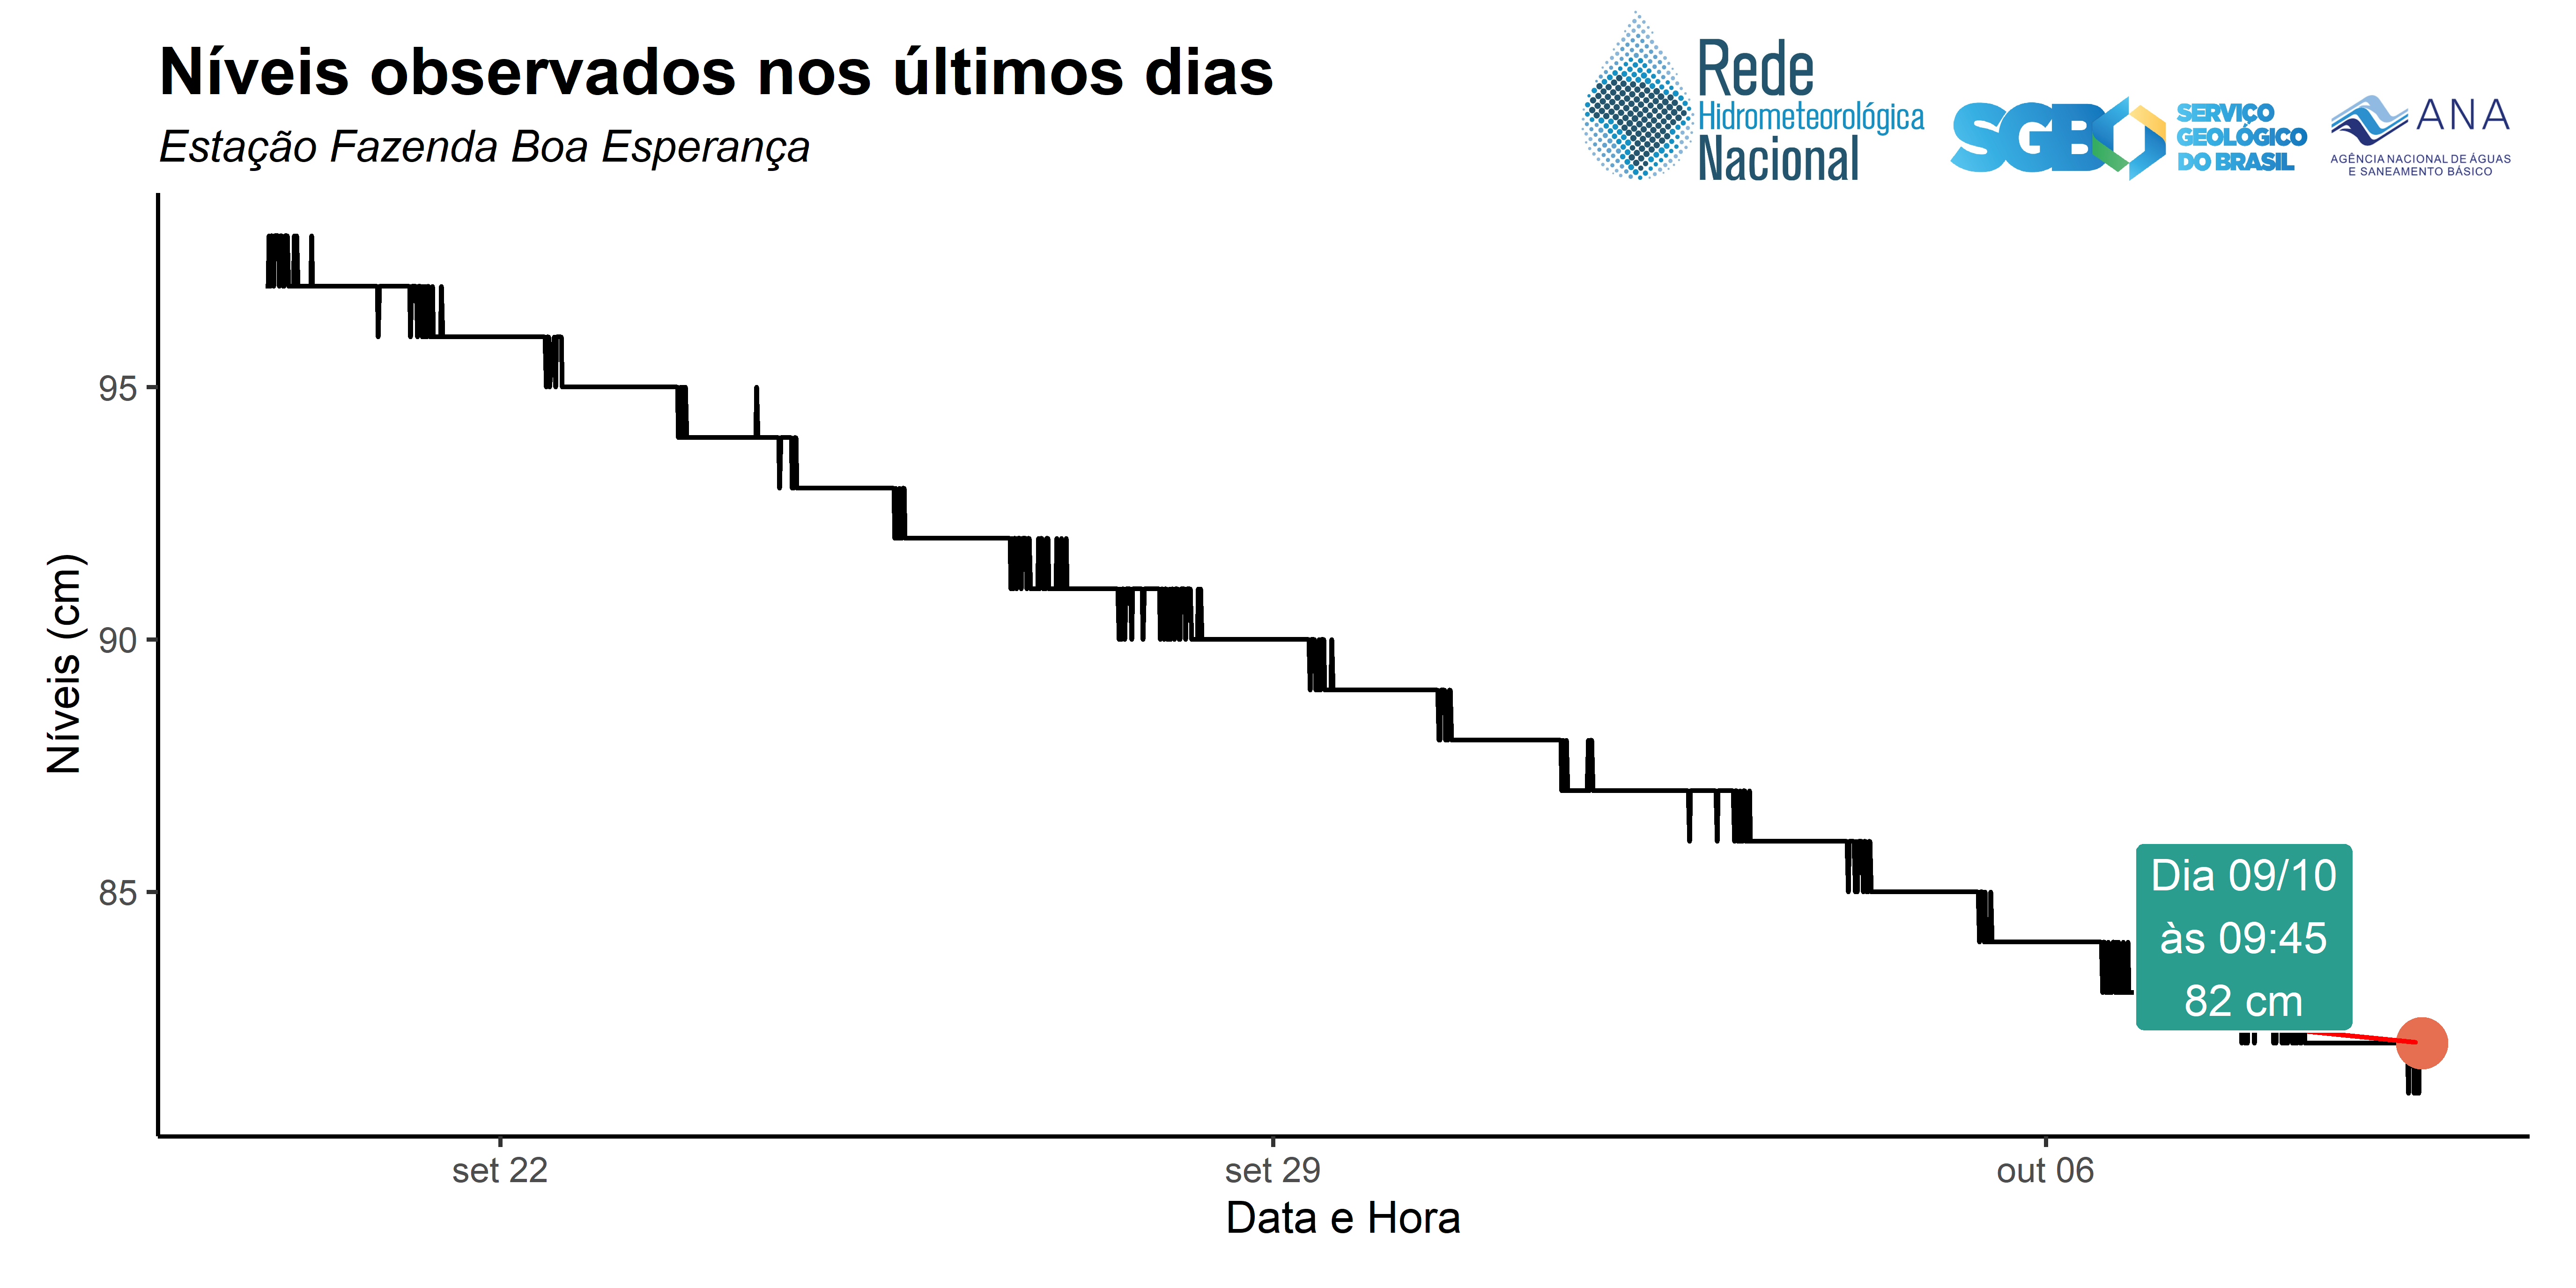 Níveis observados nos últimos dias
Estação Fazenda Boa Esperança
Rede
Hidrometeorológica
Nacional
SGB
SERVIÇO
GEOLÓGICO
DO BRASIL
ANA
AGÊNCIA NACIONAL DE ÁGUAS
E SANEAMENTO BÁSICO
Níveis (cm)
95
90
85
Dia 09/10
às 09:45
82 cm
set 22
set 29
out 06
Data e Hora